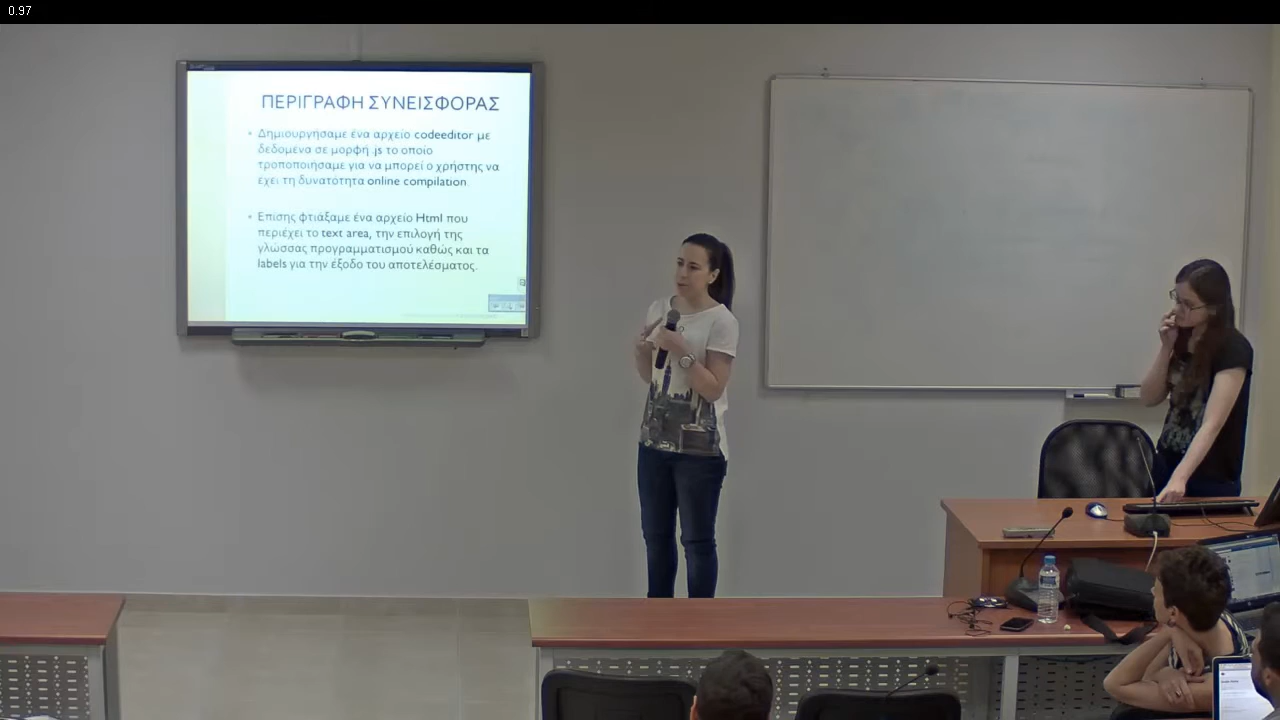 0.97
ΠΕΡΙΓΡΑΦΗ ΣΥΝΕΙΣΦΟΡΑΣ
• Δημιουργήσαμε ένα αρχείο codeeditor με
δεδομένα σε μορφή .js το οποίο
τροποποιήσαμε για να μπορεί ο χρήστης να
εχει τη δυνατότητα online compilation.
• Επίσης φτιάξαμε ένα αρχείο Html που
περιέχει το text area, την επιλογή της
γλώσσας προγραμματισμού καθώς και τα
labels για την έξοδο του αποτελέσματος.